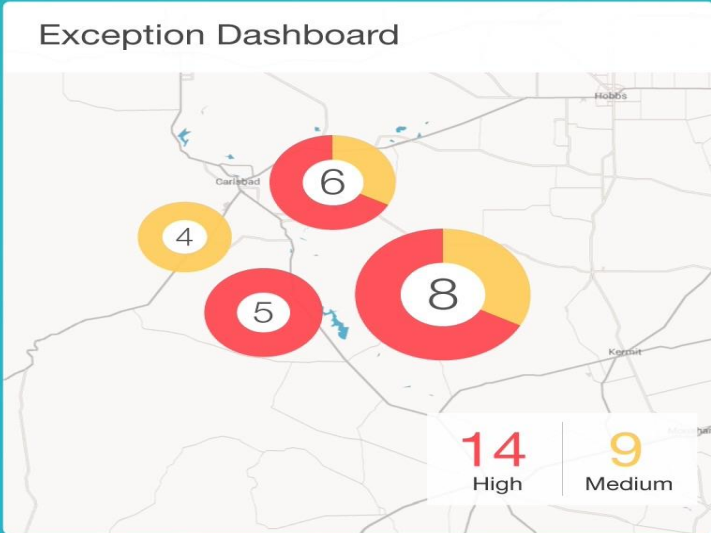 Exception Dashboard
Hobbs
6
Carlsbad
4
8
5
Kermit
14
9
High
Medium